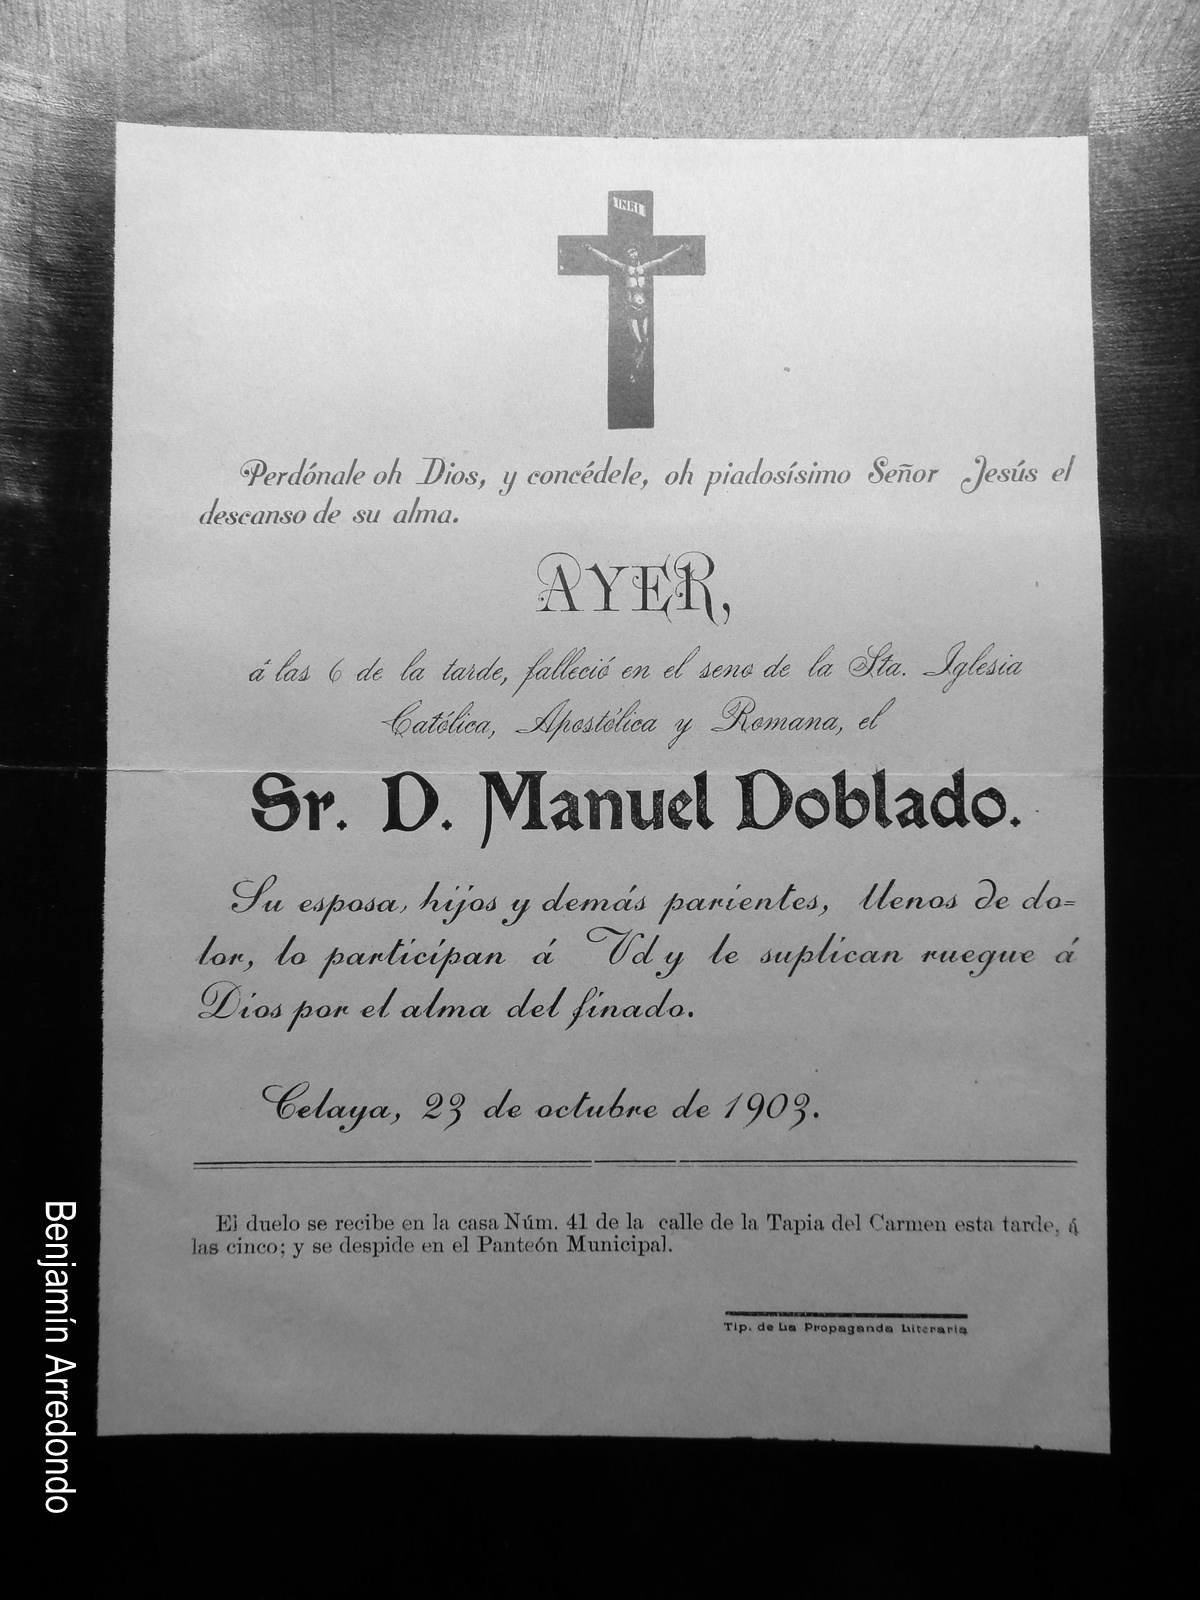 INRI
Perdónale oh Dios, y concédele, oh piadosísimo Señor Jesús el
descanso de su alma.
AYER,
á las 6 de la tarde, falleció en el seno de la Sta. Iglesia
Católica, Apostólica y Romana, el
Sr. D. Manuel Doblado.
Su esposa, hijos y demás parientes, llenos de do=
lor, lo participan á Vd y le suplican ruegue á
Dios por el alma del finado.
Celaya, 23 de octubre de 1903.
El duelo se recibe en la casa Núm. 41 de la calle de la Tapia del Carmen esta tarde, á
las cinco; y se despide en el Panteón Municipal.
Tip. de La Propaganda Literaria
Benjamín Arredondo